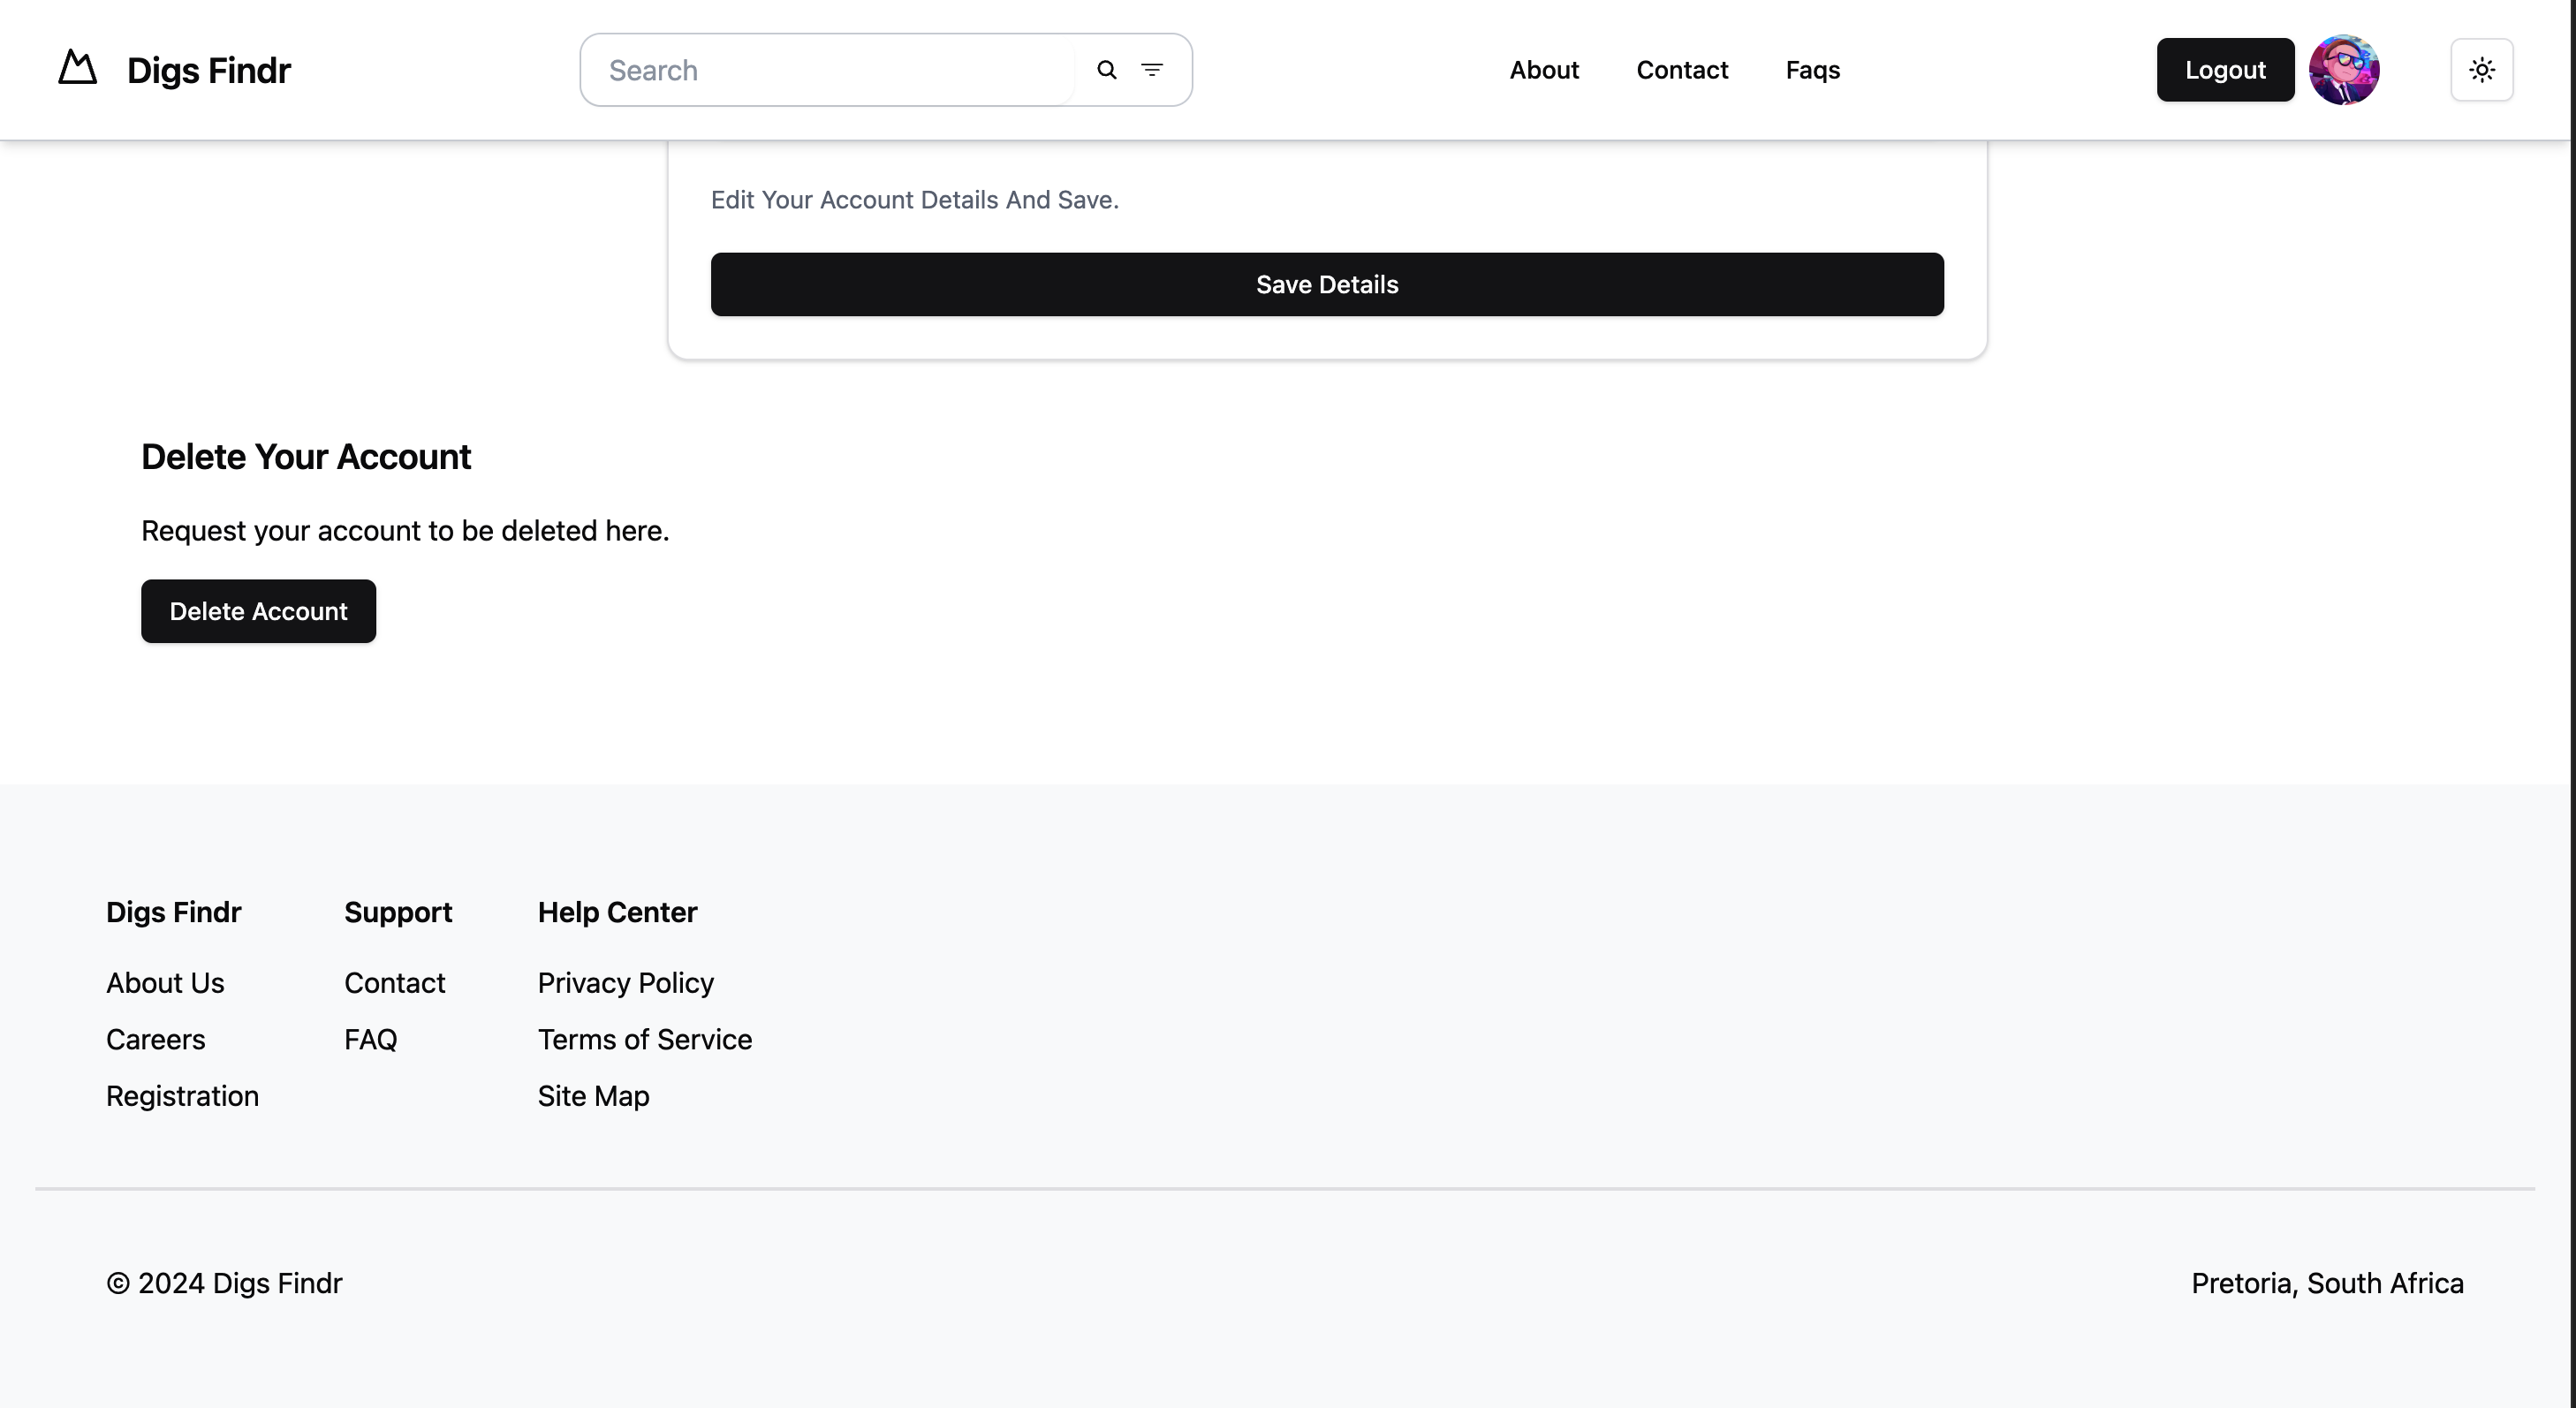 Digs Findr
Search
About
Contact
Faqs
Logout
Edit Your Account Details And Save.
Save Details
Delete Your Account
Request your account to be deleted here.
Delete Account
Digs Findr
About Us
Careers
Registration
Support
Contact
FAQ
Help Center
Privacy Policy
Terms of Service
Site Map
© 2024 Digs Findr
Pretoria, South Africa